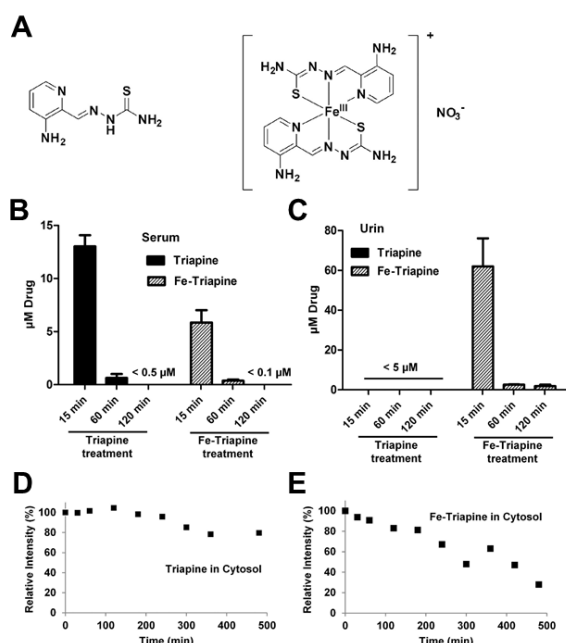 A
N
N
N
H
S
NH2
NH2
NH2
H2N
N
N
S
N
FeIII
N
S
N
N
NH2
NH2
+
NO3-
B
Serum
Triapine
Fe-Triapine
µM Drug
15
10
5
0
< 0.5 µM
< 0.1 µM
15 min
60 min
120 min
15 min
60 min
120 min
Triapine
treatment
Fe-Triapine
treatment
C
Urin
Triapine
Fe-Triapine
µM Drug
80
60
40
20
0
< 5 µM
15 min
60 min
120 min
15 min
60 min
120 min
Triapine
treatment
Fe-Triapine
treatment
D
Relative Intensity (%)
120
100
80
60
40
20
0
Triapine in Cytosol
0
100
200
300
400
500
Time (min)
E
Relative Intensity (%)
120
100
80
60
40
20
0
Fe-Triapine in Cytosol
0
100
200
300
400
500
Time (min)